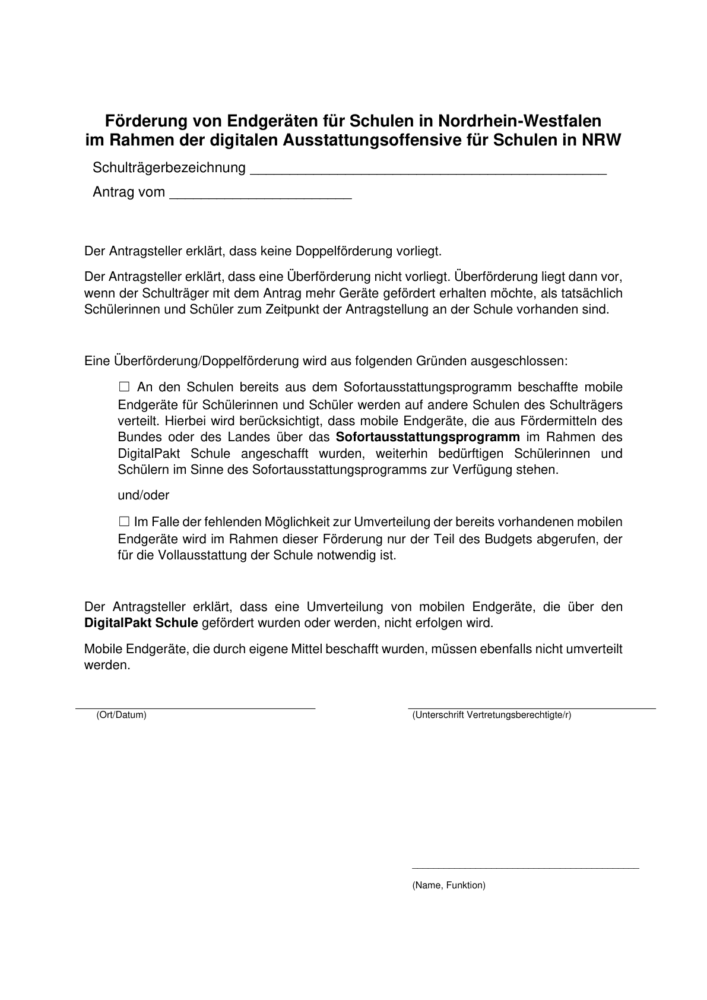 Förderung von Endgeräten für Schulen in Nordrhein-Westfalen
im Rahmen der digitalen Ausstattungsoffensive für Schulen in NRW
Schulträgerbezeichnung _____________________________________________
Antrag vom _______________________
Der Antragsteller erklärt, dass keine Doppelförderung vorliegt.
Der Antragsteller erklärt, dass eine Überförderung nicht vorliegt. Überförderung liegt dann vor,
wenn der Schulträger mit dem Antrag mehr Geräte gefördert erhalten möchte, als tatsächlich
Schülerinnen und Schüler zum Zeitpunkt der Antragstellung an der Schule vorhanden sind.
Eine Überförderung/Doppelförderung wird aus folgenden Gründen ausgeschlossen:
☐ An den Schulen bereits aus dem Sofortausstattungsprogramm beschaffte mobile
Endgeräte für Schülerinnen und Schüler werden auf andere Schulen des Schulträgers
verteilt. Hierbei wird berücksichtigt, dass mobile Endgeräte, die aus Fördermitteln des
Bundes oder des Landes über das Sofortausstattungsprogramm im Rahmen des
DigitalPakt Schule angeschafft wurden, weiterhin bedürftigen Schülerinnen und
Schülern im Sinne des Sofortausstattungsprogramms zur Verfügung stehen.
und/oder
☐ Im Falle der fehlenden Möglichkeit zur Umverteilung der bereits vorhandenen mobilen
Endgeräte wird im Rahmen dieser Förderung nur der Teil des Budgets abgerufen, der
für die Vollausstattung der Schule notwendig ist.
Der Antragsteller erklärt, dass eine Umverteilung von mobilen Endgeräte, die über den
DigitalPakt Schule gefördert wurden oder werden, nicht erfolgen wird.
Mobile Endgeräte, die durch eigene Mittel beschafft wurden, müssen ebenfalls nicht umverteilt
werden.
(Ort/Datum) (Unterschrift Vertretungsberechtigte/r)
(Name, Funktion)